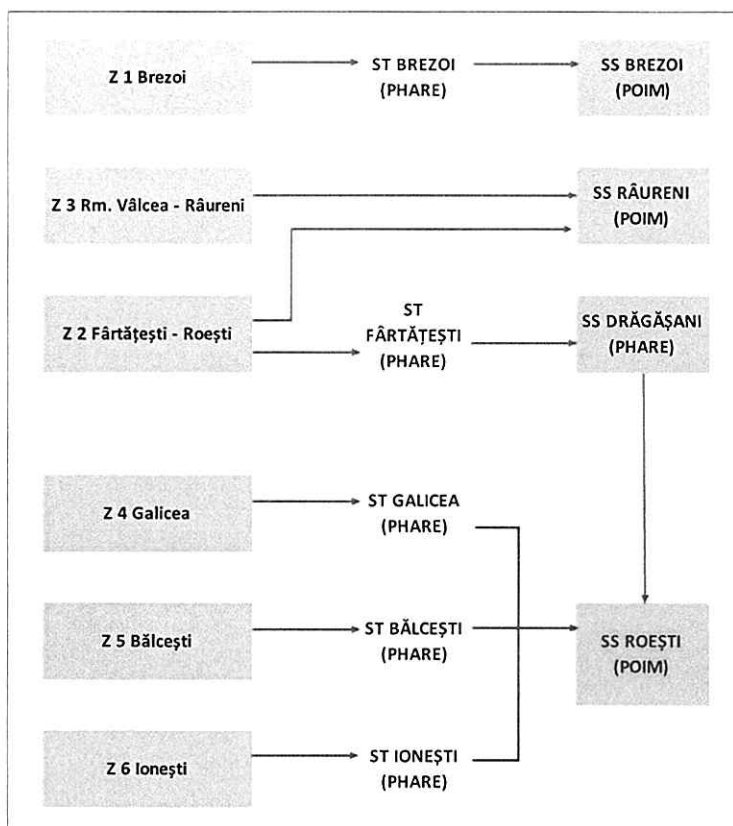 Z 1 Brezoi
ST BREZOI
(PHARE)
SS BREZOI
(POIM)
Z 3 Rm. Vâlcea - Râureni
SS RÂURENI
(POIM)
Z 2 Fârtățești - Roești
ST
FÂRTĂȚEȘTI
(PHARE)
SS DRĂGĂȘANI
(PHARE)
Z 4 Galicea
ST GALICEA
(PHARE)
Z 5 Bălcești
ST BĂLCEȘTI
(PHARE)
SS ROEȘTI
(POIM)
Z 6 Ionești
ST IONEȘTI
(PHARE)